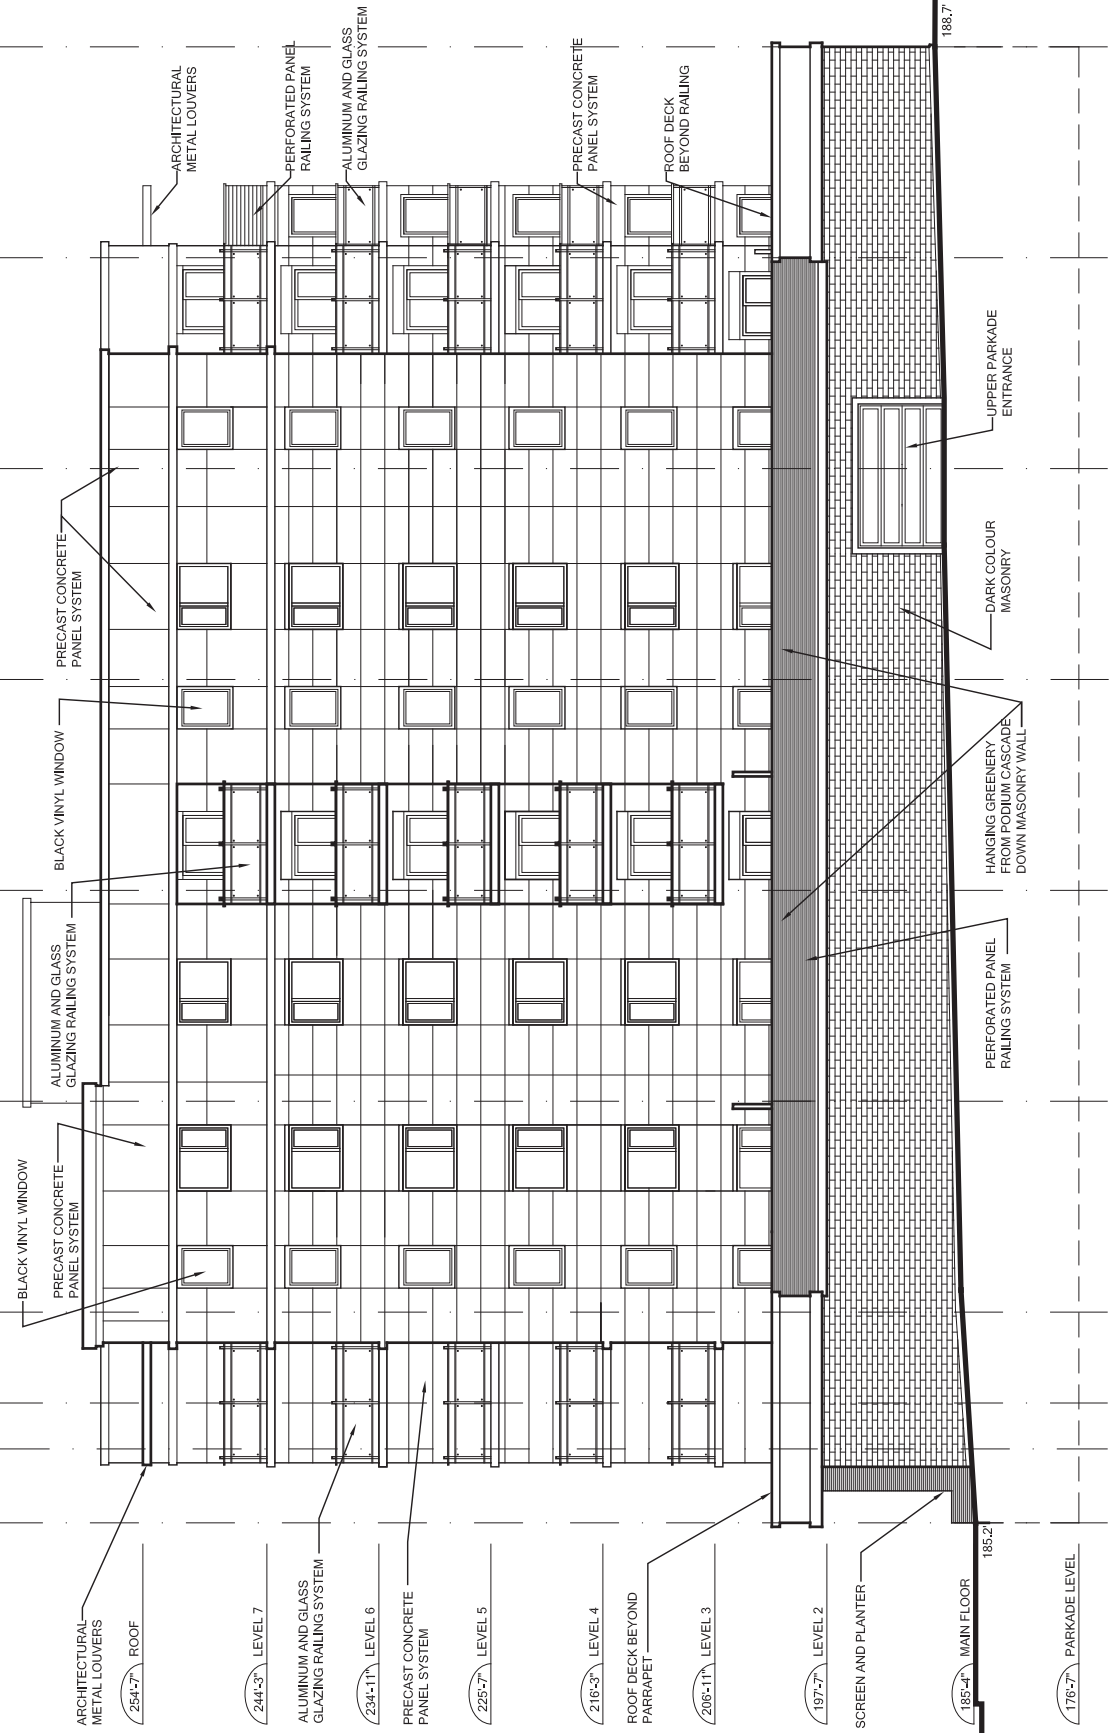 ARCHITECTURAL
METAL LOUVERS
254'-7" ROOF
244'-3" LEVEL 7
ALUMINUM AND GLASS
GLAZING RAILING SYSTEM
234'-11" LEVEL 6
PRECAST CONCRETE
PANEL SYSTEM
225'-7" LEVEL 5
216'-3" LEVEL 4
ROOF DECK BEYOND
PARRAPET
206'-11" LEVEL 3
197'-7" LEVEL 2
SCREEN AND PLANTER
185'-4" MAIN FLOOR
185.2'
176'-7" PARKADE LEVEL
BLACK VINYL WINDOW
PRECAST CONCRETE
PANEL SYSTEM
ALUMINUM AND GLASS
GLAZING RAILING SYSTEM
BLACK VINYL WINDOW
PRECAST CONCRETE
PANEL SYSTEM
PERFORATED PANEL
RAILING SYSTEM
HANGING GREENERY
FROM PODIUM CASCADE
DOWN MASONRY WALL
DARK COLOUR
MASONRY
UPPER PARKADE
ENTRANCE
ARCHITECTURAL
METAL LOUVERS
PERFORATED PANEL
RAILING SYSTEM
ALUMINUM AND GLASS
GLAZING RAILING SYSTEM
PRECAST CONCRETE
PANEL SYSTEM
ROOF DECK
BEYOND RAILING
188.7'